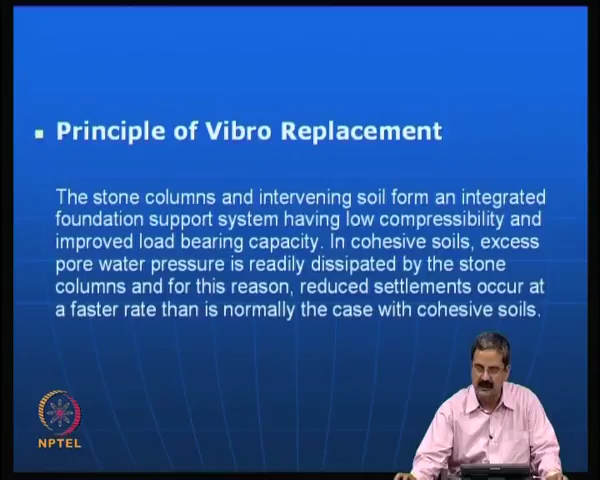 Principle of Vibro Replacement
The stone columns and intervening soil form an integrated
foundation support system having low compressibility and
improved load bearing capacity. In cohesive soils, excess
pore water pressure is readily dissipated by the stone
columns and for this reason, reduced settlements occur at
a faster rate than is normally the case with cohesive soils.
NPTEL